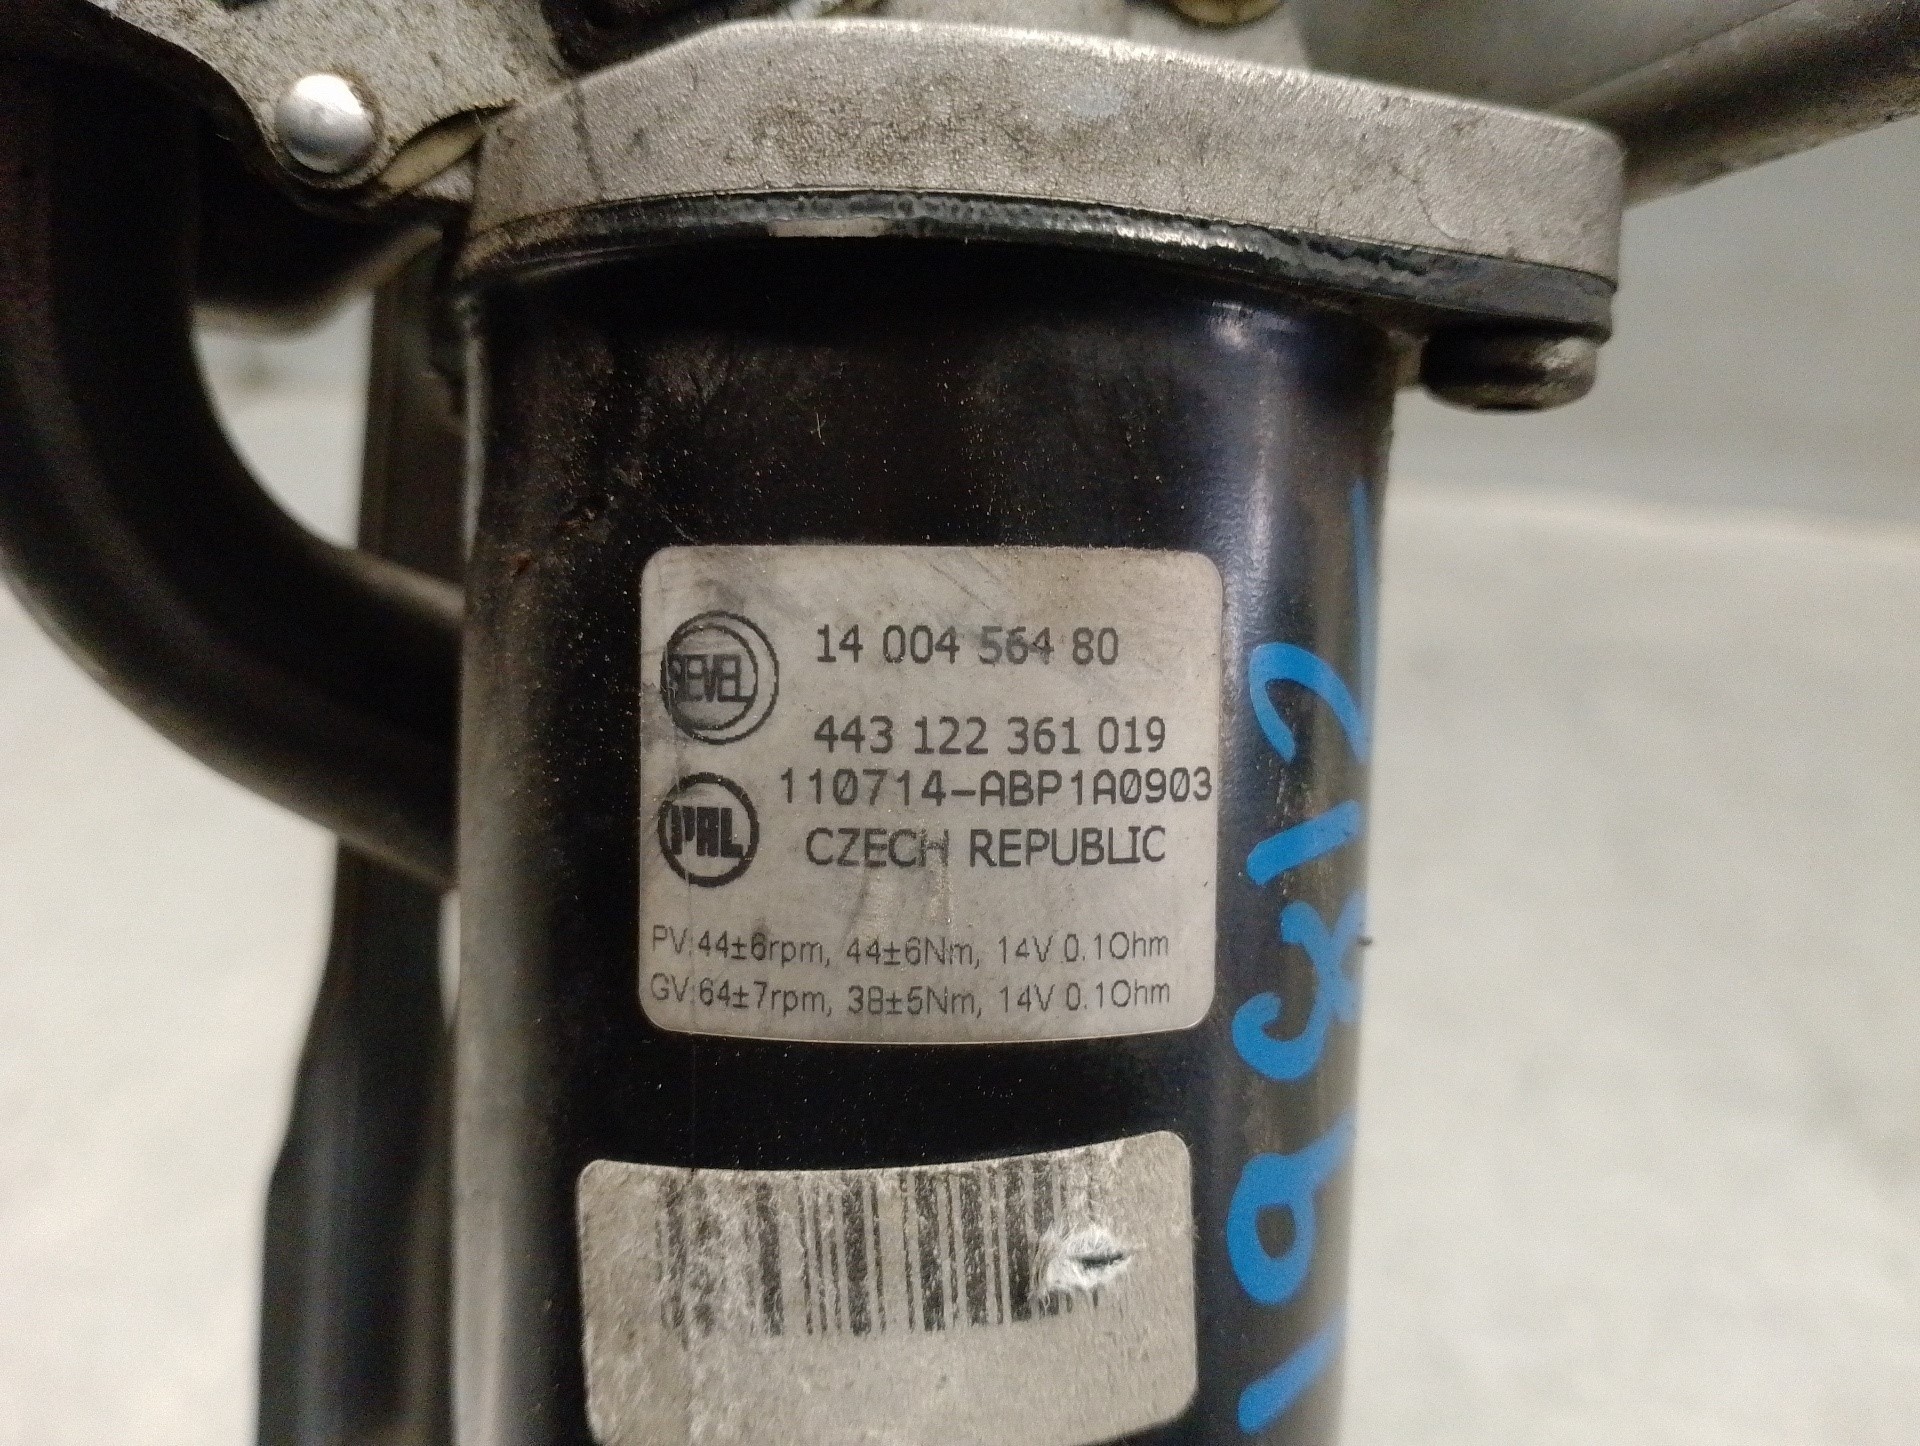 SEVEL
14 004 564 80
443 122 361 019
110714-ABP1A0903
PAL
CZECH REPUBLIC
PV:44±6rpm, 44±6Nm, 14V 0.1Ohm
GV:64±7rpm, 38±5Nm, 14V 0.1Ohm